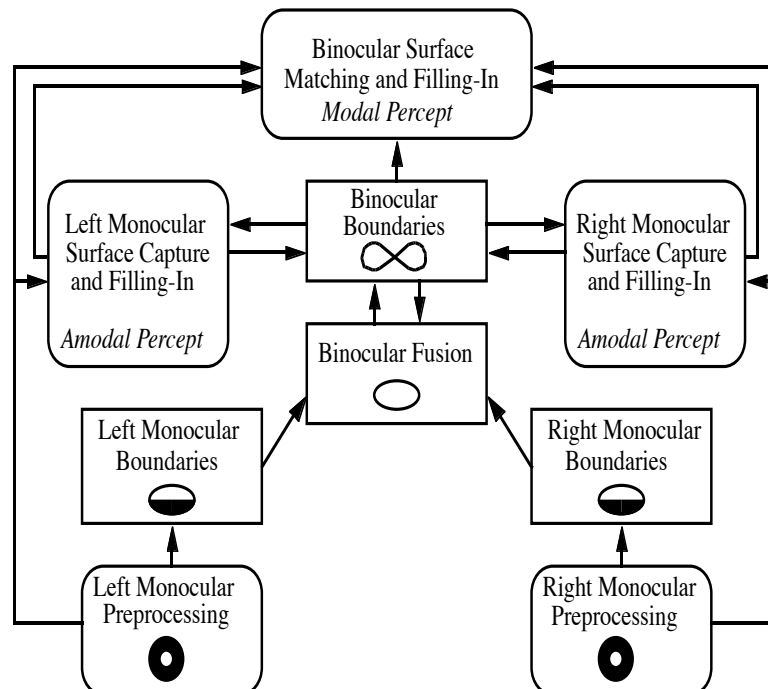 Binocular Surface
Matching and Filling-In
Modal Percept
Left Monocular
Surface Capture
and Filling-In
Amodal Percept
Binocular
Boundaries
Right Monocular
Surface Capture
and Filling-In
Amodal Percept
Binocular Fusion
Left Monocular
Boundaries
Right Monocular
Boundaries
Left Monocular
Preprocessing
Right Monocular
Preprocessing